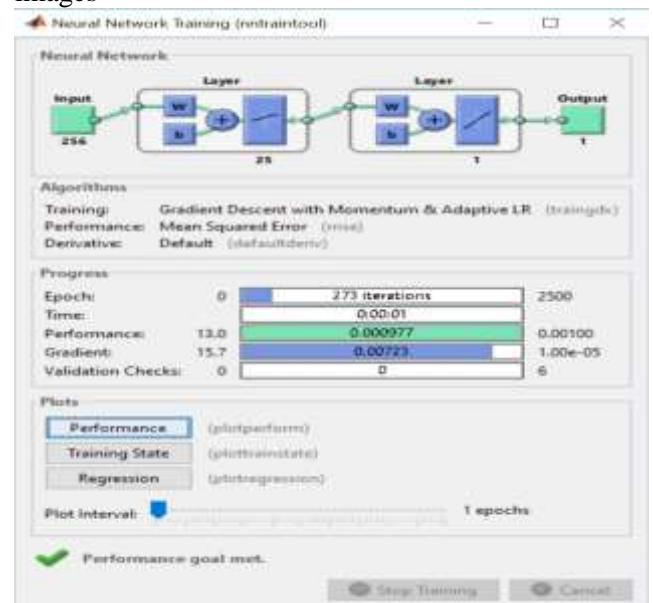 images
Neural Network Training (nntraintool)
Neural Network
Layer Layer
Input Output
W W
+ +
b b
256 1
25 1
Algorithms
Training: Gradient Descent with Momentum & Adaptive LR (traingdx)
Performance: Mean Squared Error (mse)
Derivative: Default (defaultderiv)
Progress
Epoch: 0 273 iterations 2500
Time: 0:00:01
Performance: 13.0 0.000977 0.00100
Gradient: 15.7 0.00723 1.00e-05
Validation Checks: 0 0 6
Plots
Performance (plotperform)
Training State (plottrainstate)
Regression (plotregression)
Plot Interval: 1 epochs
Performance goal met.
Stop Training Cancel